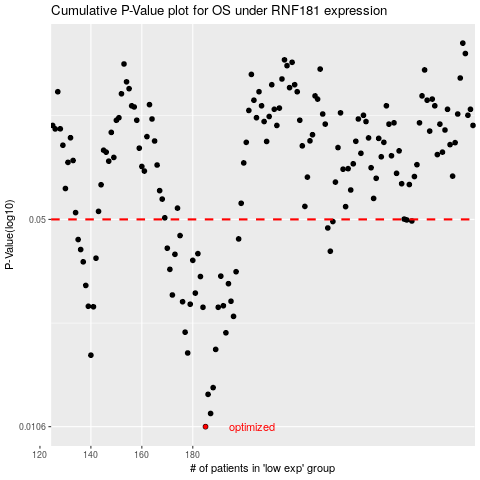 Cumulative P-Value plot for OS under RNF181 expression
P-Value(log10)
0.05
0.0106
optimized
120 140 160 180
# of patients in 'low exp' group